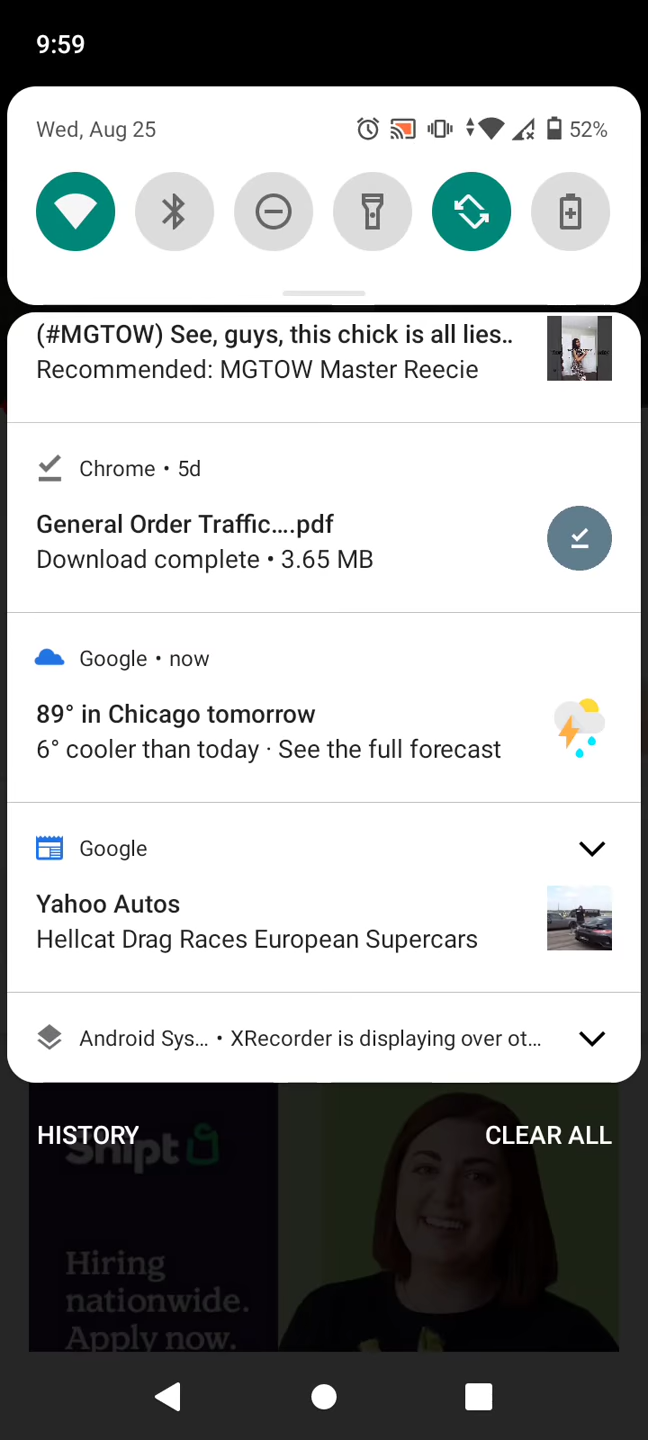 9:59
Wed, Aug 25
52%
(#MGTOW) See, guys, this chick is all lies..
Recommended: MGTOW Master Reecie
Chrome • 5d
General Order Traffic....pdf
Download complete • 3.65 MB
Google • now
89° in Chicago tomorrow
6° cooler than today · See the full forecast
Google
Yahoo Autos
Hellcat Drag Races European Supercars
Android Sys... • XRecorder is displaying over ot...
HISTORY
CLEAR ALL
Shipt
Hiring
nationwide.
Apply now.